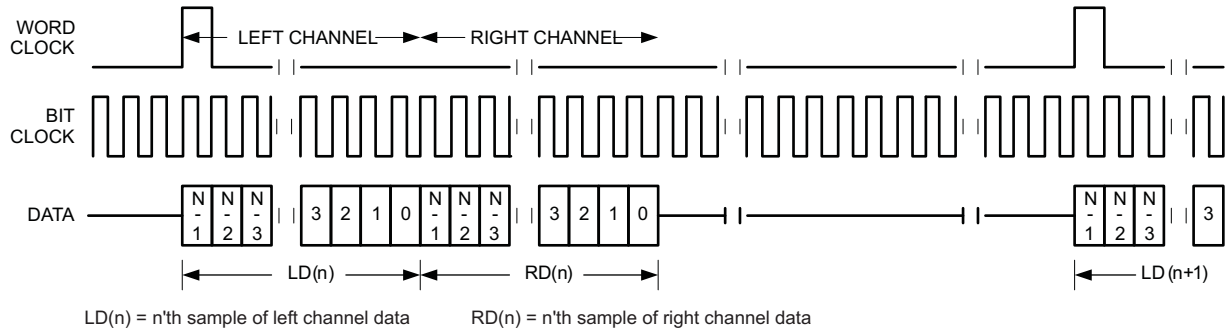 WORD
CLOCK
LEFT CHANNEL
RIGHT CHANNEL
BIT
CLOCK
DATA
N-1 N-2 N-3 3 2 1 0 N-1 N-2 N-3 3 2 1 0 N-1 N-2 N-3 3
LD(n) RD(n) LD(n+1)
LD(n) = n'th sample of left channel data RD(n) = n'th sample of right channel data